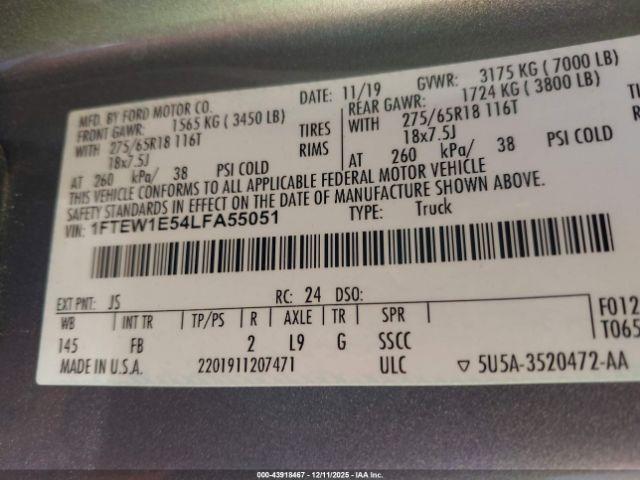 MFD. BY FORD MOTOR CO.
DATE: 11/19 GVWR: 3175 KG ( 7000 LB)
FRONT GAWR: 1565 KG ( 3450 LB) REAR GAWR: 1724 KG ( 3800 LB)
WITH 275/65R18 116T TIRES WITH 275/65R18 116T
18x7.5J RIMS 18x7.5J
AT 260 kPa/ 38 PSI COLD AT 260 kPa/ 38 PSI COLD
THIS VEHICLE CONFORMS TO ALL APPLICABLE FEDERAL MOTOR VEHICLE
SAFETY STANDARDS IN EFFECT ON THE DATE OF MANUFACTURE SHOWN ABOVE.
VIN: 1FTEW1E54LFA55051 TYPE: Truck
EXT PNT: JS RC: 24 DSO: F012
WB INT TR TP/PS R AXLE TR SPR T065
145 FB 2 L9 G SSCC
MADE IN U.S.A. 2201911207471 ULC ▽ 5U5A-3520472-AA
000-43918467 - 12/11/2025 - IAA Inc.